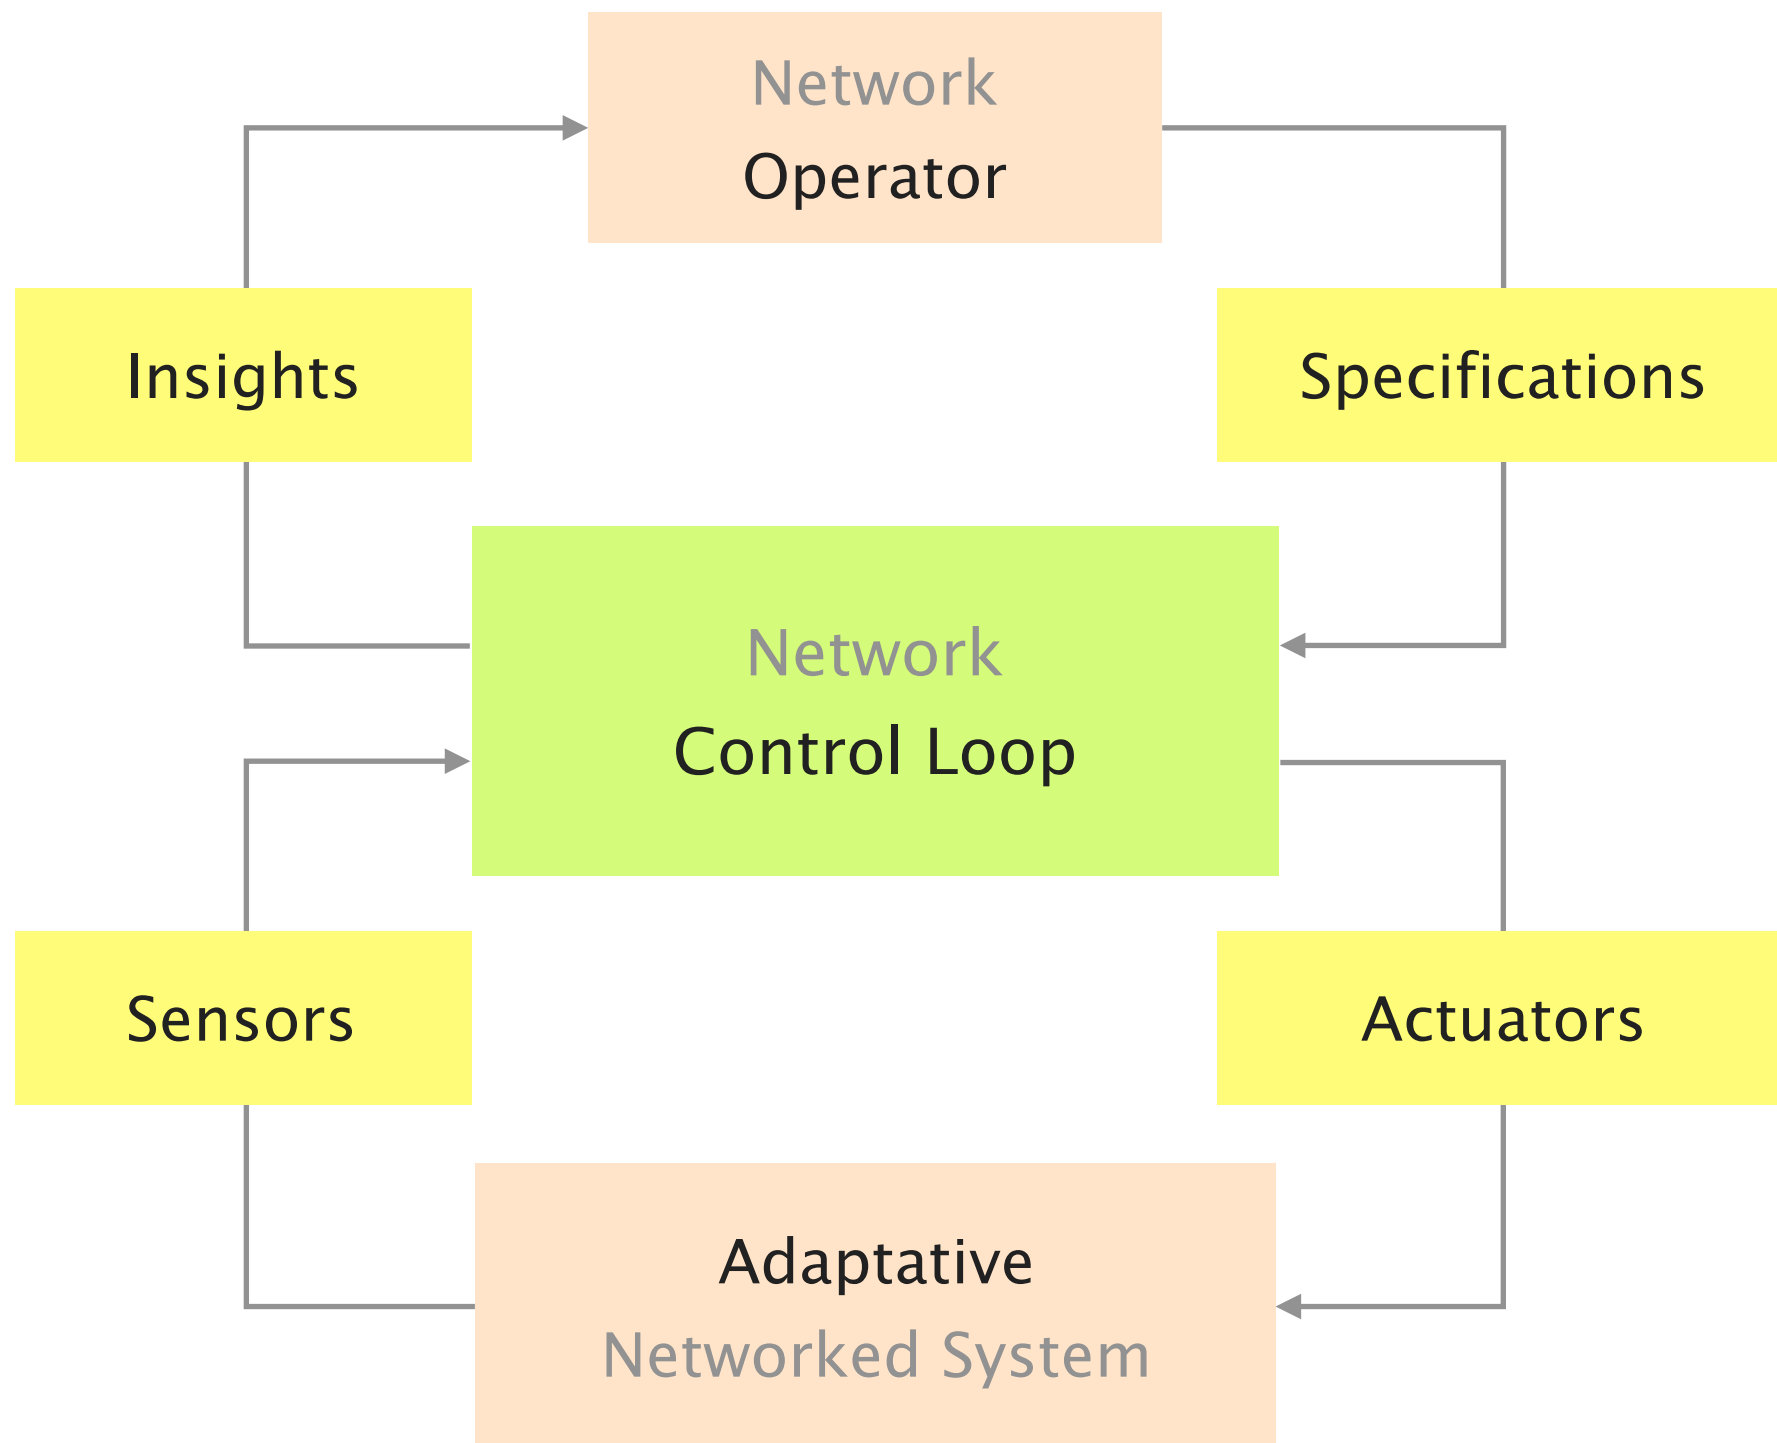 Network
Operator
Insights
Specifications
Network
Control Loop
Sensors
Actuators
Adaptative
Networked System